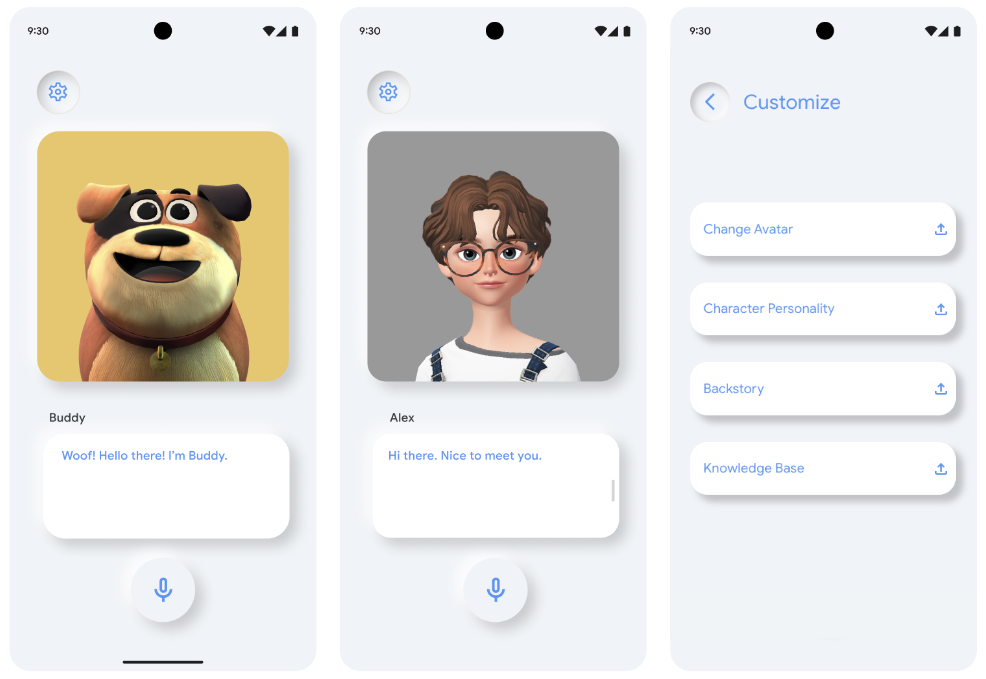 9:30
Buddy
Woof! Hello there! I'm Buddy.
9:30
Alex
Hi there. Nice to meet you.
9:30
Customize
Change Avatar
Character Personality
Backstory
Knowledge Base